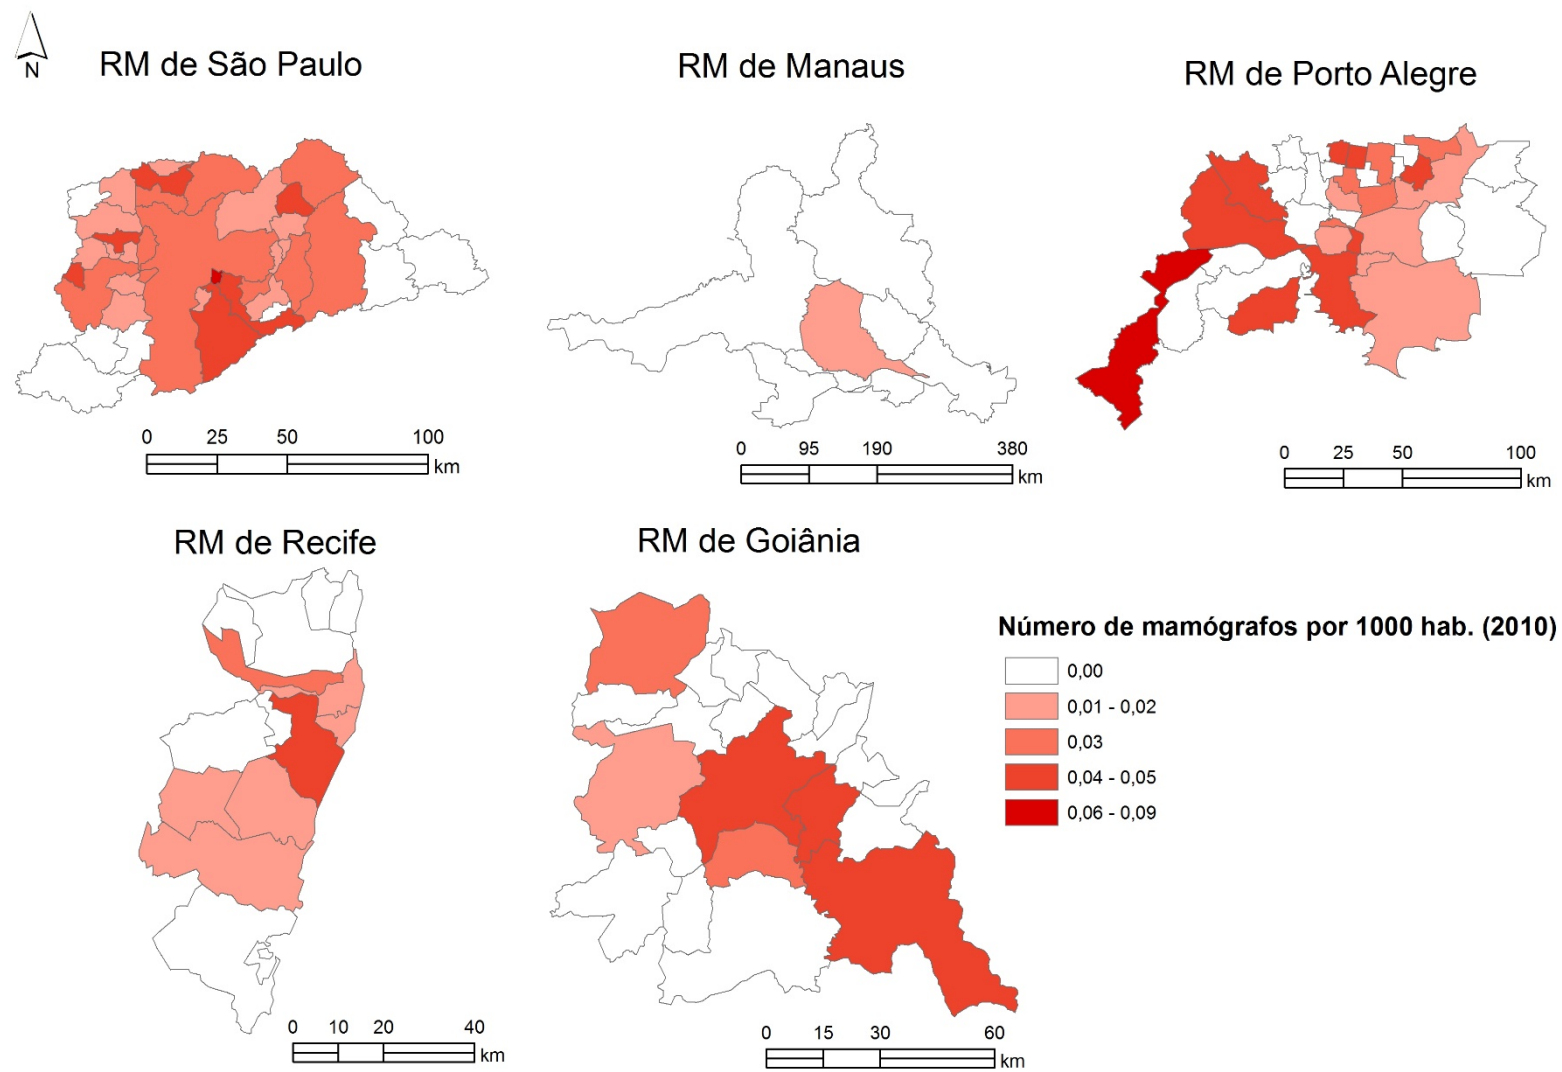 N
RM de São Paulo
RM de Manaus
RM de Porto Alegre
0 25 50 100
km
0 95 190 380
km
0 25 50 100
km
RM de Recife
RM de Goiânia
Número de mamógrafos por 1000 hab. (2010)
0,00
0,01 - 0,02
0,03
0,04 - 0,05
0,06 - 0,09
0 10 20 40
km
0 15 30 60
km